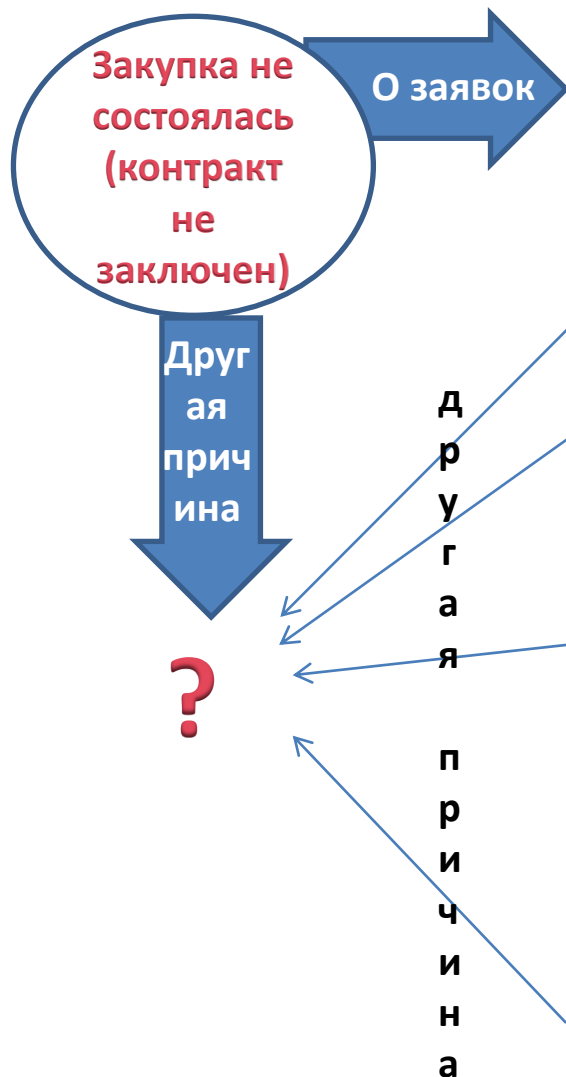 Закупка не
состоялась
(контракт
не
заключен)
О заявок
Друг
ая
прич
ина
?
д
р
у
г
а
я
п
р
и
ч
и
н
а